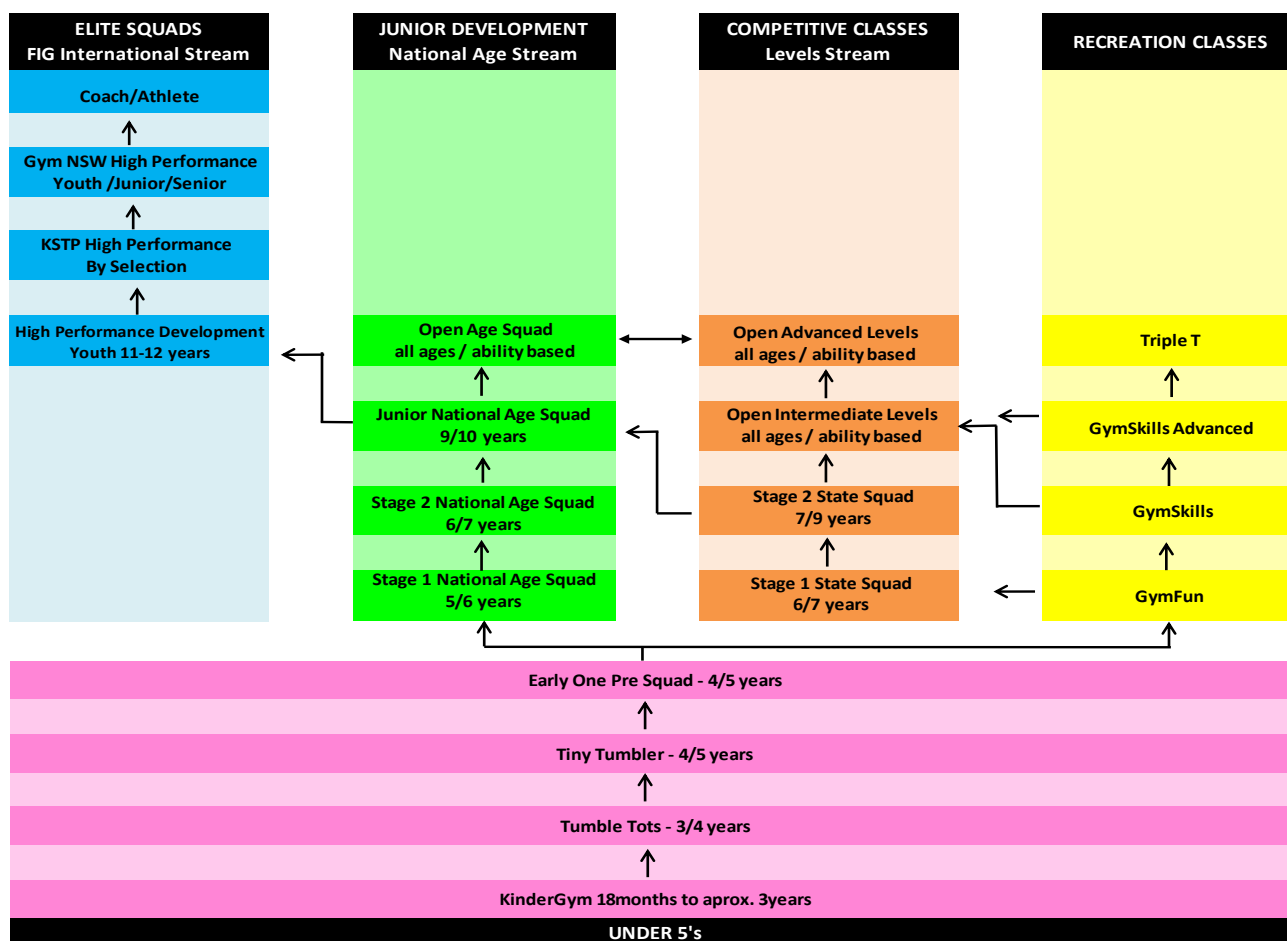 ELITE SQUADS
FIG International Stream
Coach/Athlete
Gym NSW High Performance
Youth /Junior/Senior
KSTP High Performance
By Selection
High Performance Development
Youth 11-12 years
JUNIOR DEVELOPMENT
National Age Stream
Open Age Squad
all ages / ability based
Junior National Age Squad
9/10 years
Stage 2 National Age Squad
6/7 years
Stage 1 National Age Squad
5/6 years
COMPETITIVE CLASSES
Levels Stream
Open Advanced Levels
all ages / ability based
Open Intermediate Levels
all ages / ability based
Stage 2 State Squad
7/9 years
Stage 1 State Squad
6/7 years
RECREATION CLASSES
Triple T
GymSkills Advanced
GymSkills
GymFun
Early One Pre Squad - 4/5 years
Tiny Tumbler - 4/5 years
Tumble Tots - 3/4 years
KinderGym 18months to aprox. 3years
UNDER 5's